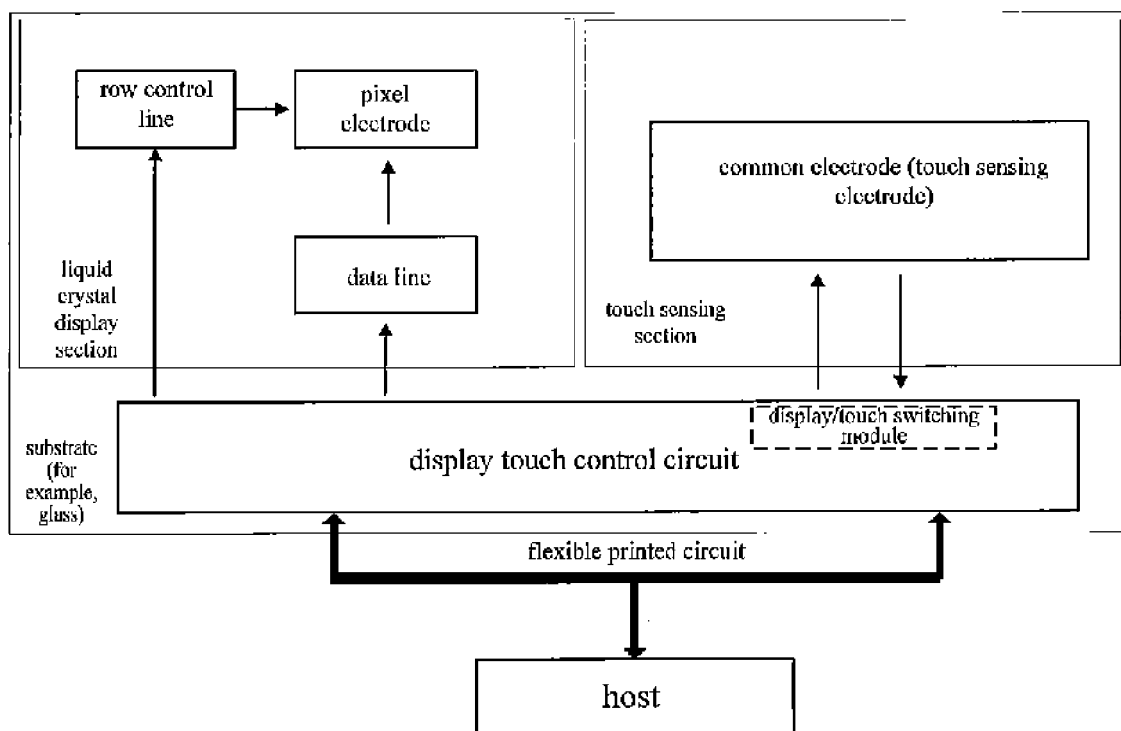 row control
line
pixel
electrode
common electrode (touch sensing
electrode)
data line
liquid
crystal
display
section
touch sensing
section
display/touch switching
module
display touch control circuit
substrate
(for
example,
glass)
flexible printed circuit
host